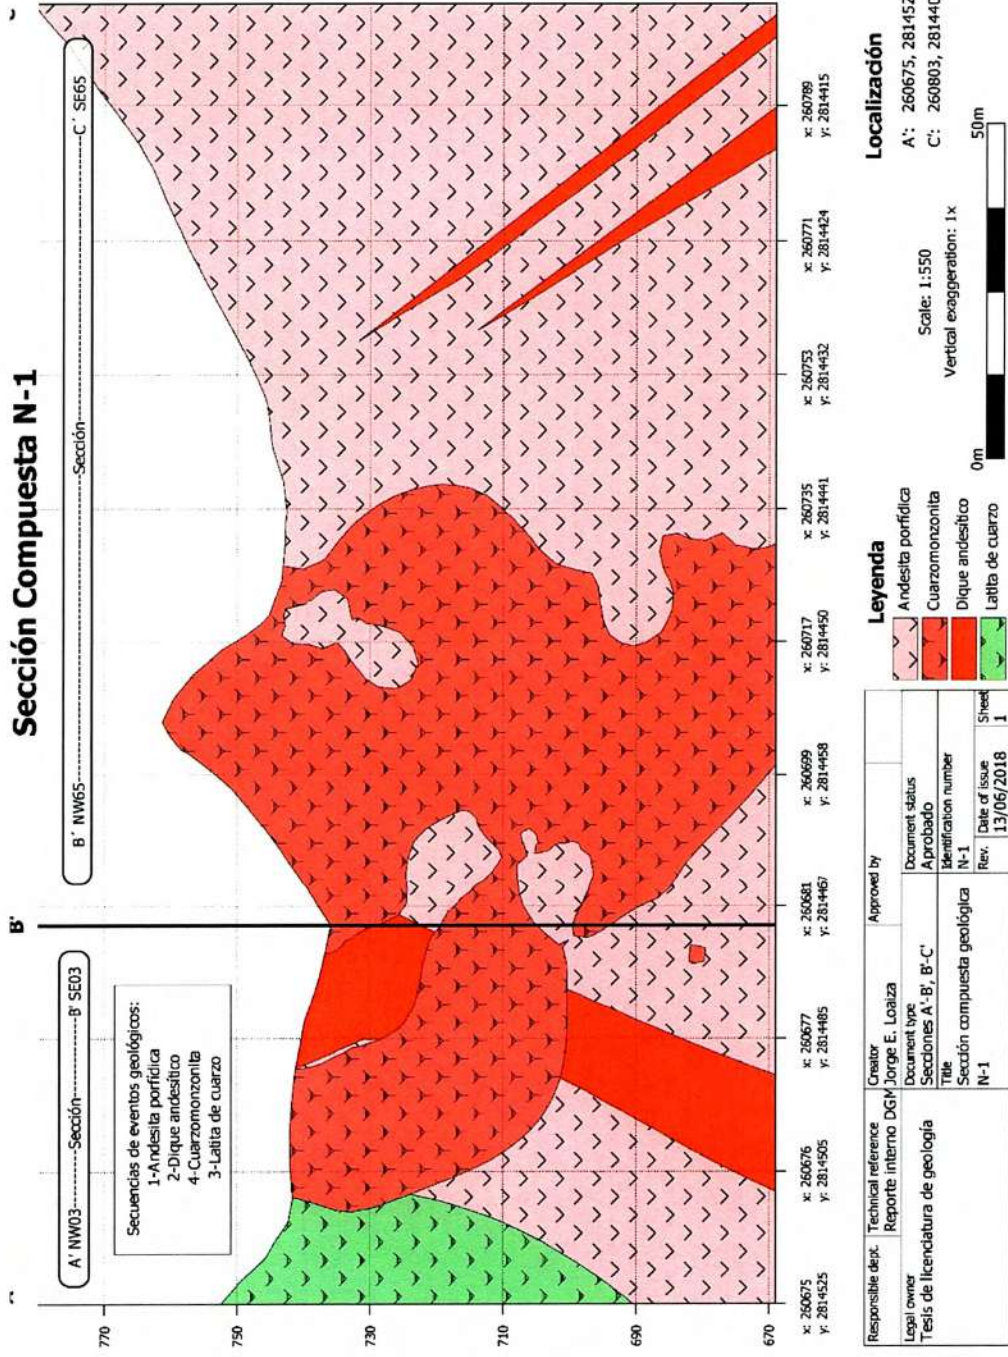 Sección Compuesta N-1
A' NW03------Sección------B' SE03
B'
B' NW65------Sección------C' SE65
Secuencias de eventos geológicos::
1-Andesita porfídica
2-Dique andesítico
4-Cuarzomonzonita
3-Latita de cuarzo
770
750
730
710
690
670
x: 260675
y: 2814525
x: 260676
y: 2814505
x: 260677
y: 2814485
x: 260681
y: 2814467
x: 260699
y: 2814458
x: 260717
y: 2814450
x: 260735
y: 2814441
x: 260753
y: 2814432
x: 260771
y: 2814424
x: 260789
y: 2814415
Responsible dept.
Technical reference
Reporte interno DGM
Creator
Jorge E. Loaiza
Approved by
Legal owner
Tesis de licenciatura de geología
Document type
Secciones A'-B', B'-C'
Document status
Aprobado
Title
Sección compuesta geológica
N-1
Identification number
N-1
Rev.
Date of issue
13/06/2018
Sheet
1
Leyenda
Andesita porfídica
Cuarzomonzonita
Dique andesítico
Latita de cuarzo
Localización
A': 260675, 281452
C': 260803, 281440
Scale: 1:550
Vertical exaggeration: 1x
0m
50m